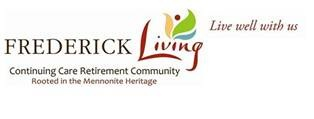 Live well with us
FREDERICK Living
Continuing Care Retirement Community
Rooted in the Mennonite Heritage